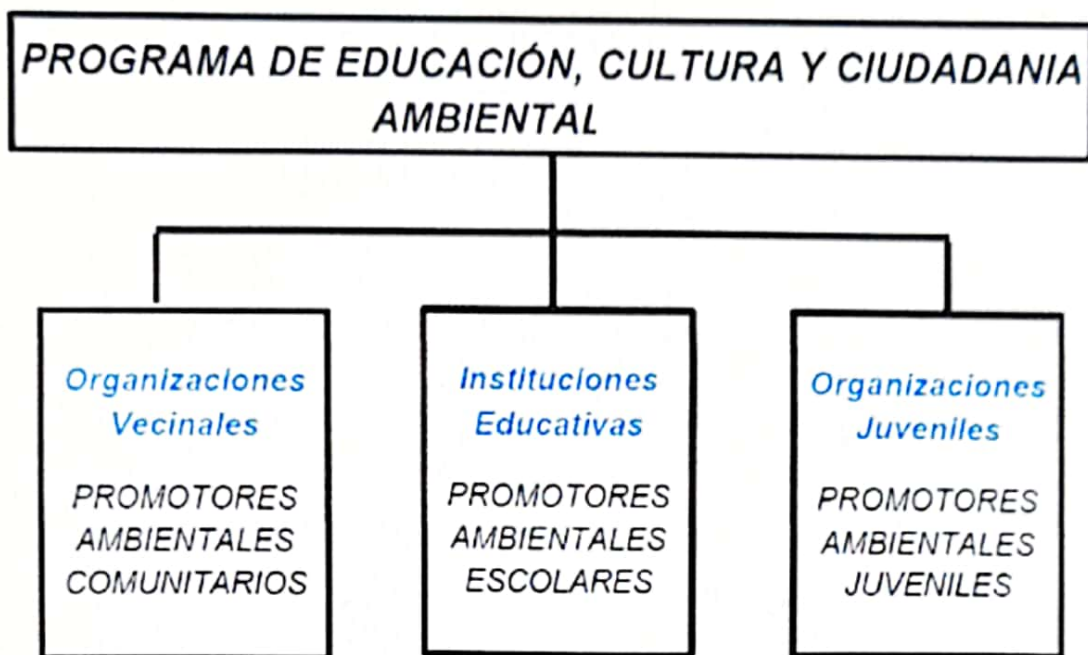 PROGRAMA DE EDUCACIÓN, CULTURA Y CIUDADANIA
AMBIENTAL
Organizaciones
Vecinales
PROMOTORES
AMBIENTALES
COMUNITARIOS
Instituciones
Educativas
PROMOTORES
AMBIENTALES
ESCOLARES
Organizaciones
Juveniles
PROMOTORES
AMBIENTALES
JUVENILES